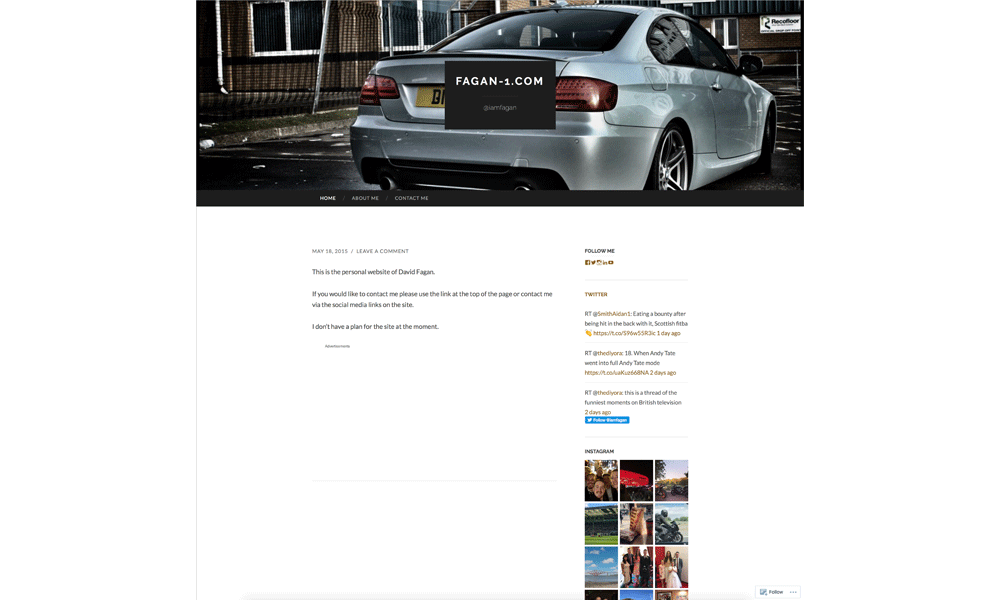 Recofloor
FAGAN-1.COM
@iamfagan
HOME / ABOUT ME / CONTACT ME
MAY 18, 2015 / LEAVE A COMMENT
This is the personal website of David Fagan.
If you would like to contact me please use the link at the top of the page or contact me
via the social media links on the site.
I don't have a plan for the site at the moment.
Advertisements
FOLLOW ME
TWITTER
RT @SmithAidan1: Eating a bounty after
being hit in the back with it, Scottish fitba
👏 https://t.co/S96w5SR3ic 1 day ago
RT @thediyora: 18. When Andy Tate
went into full Andy Tate mode
https://t.co/uaKuz668NA 2 days ago
RT @thediyora: this is a thread of the
funniest moments on British television
2 days ago
Follow @iamfagan
INSTAGRAM
Follow